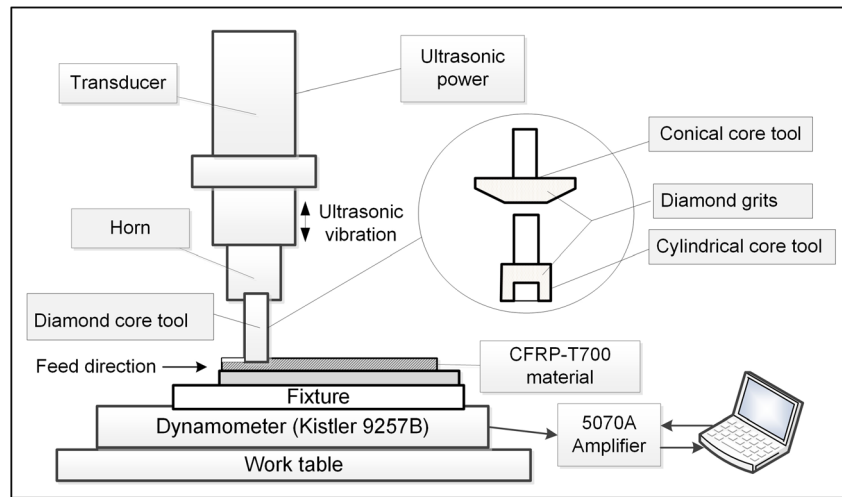 Transducer
Ultrasonic
power
Conical core tool
Diamond grits
Ultrasonic
vibration
Horn
Cylindrical core tool
Diamond core tool
Feed direction
CFRP-T700
material
Fixture
Dynamometer (Kistler 9257B)
5070A
Amplifier
Work table